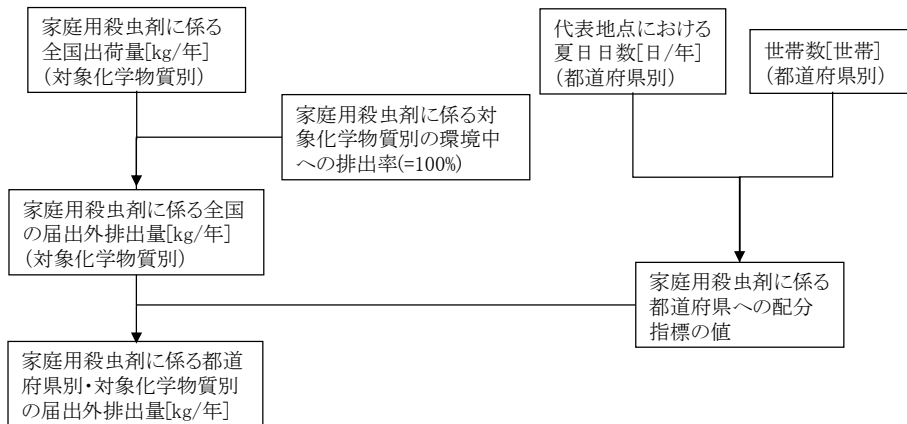 家庭用殺虫剤に係る
全国出荷量[kg/年]
(対象化学物質別)
代表地点における
夏日日数[日/年]
(都道府県別)
世帯数[世帯]
(都道府県別)
家庭用殺虫剤に係る対
象化学物質別の環境中
への排出率(=100%)
家庭用殺虫剤に係る全国
の届出外排出量[kg/年]
(対象化学物質別)
家庭用殺虫剤に係る
都道府県への配分
指標の値
家庭用殺虫剤に係る都道
府県別・対象化学物質別
の届出外排出量[kg/年]